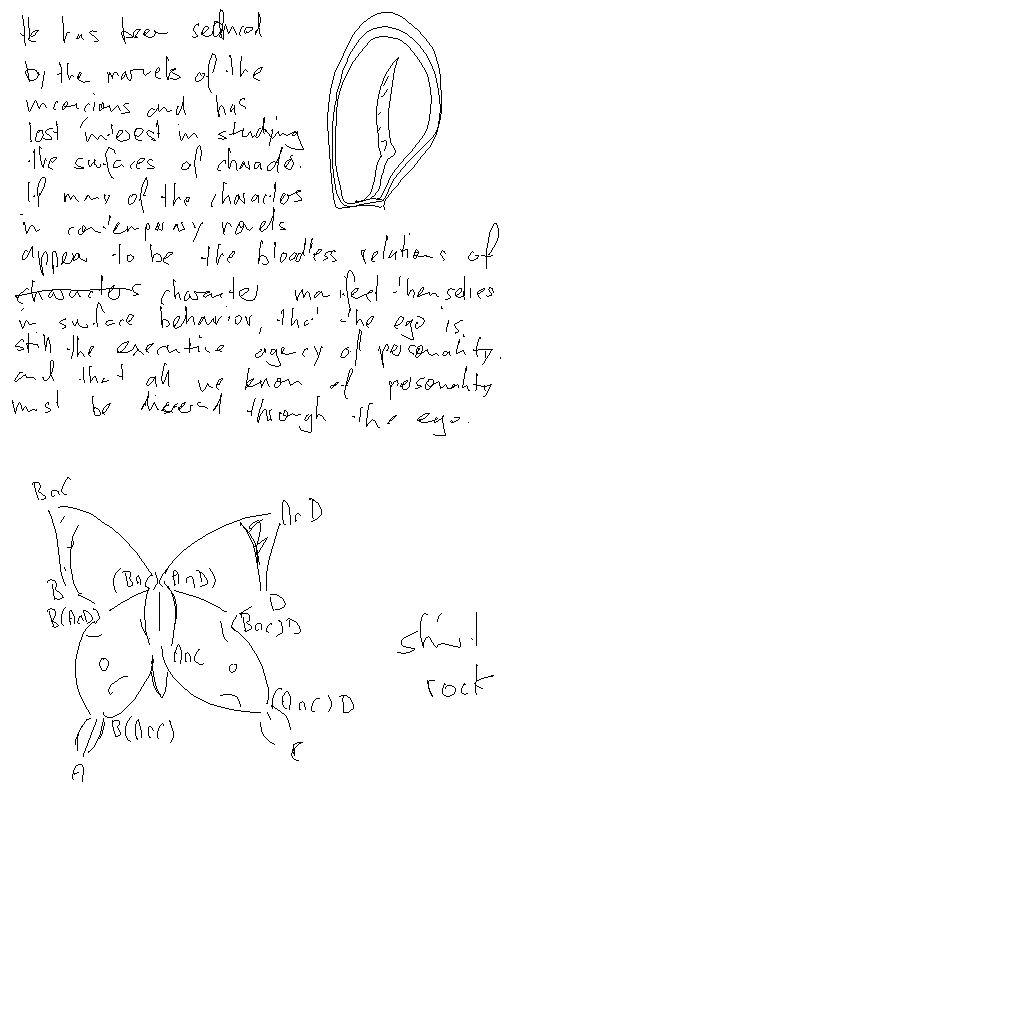 He has been seduced
by the marvels of the
unconscious and has
lost interest in studying
the surfaces of character.
If many of the characters
in contemporary novels
appear to be the bloodless relations of
characters character manifest themselves
in surface behavior, that the ego is
still the executive agency of personality.
and that all we know of personality
must be discerned through the ego.
B∩C
A∩D
(B∩C) (A∩D)
B
D
B(A∩D)
(B∩C)D
A∩C
(A∩C)D
B(A∩C)
C
A
rock